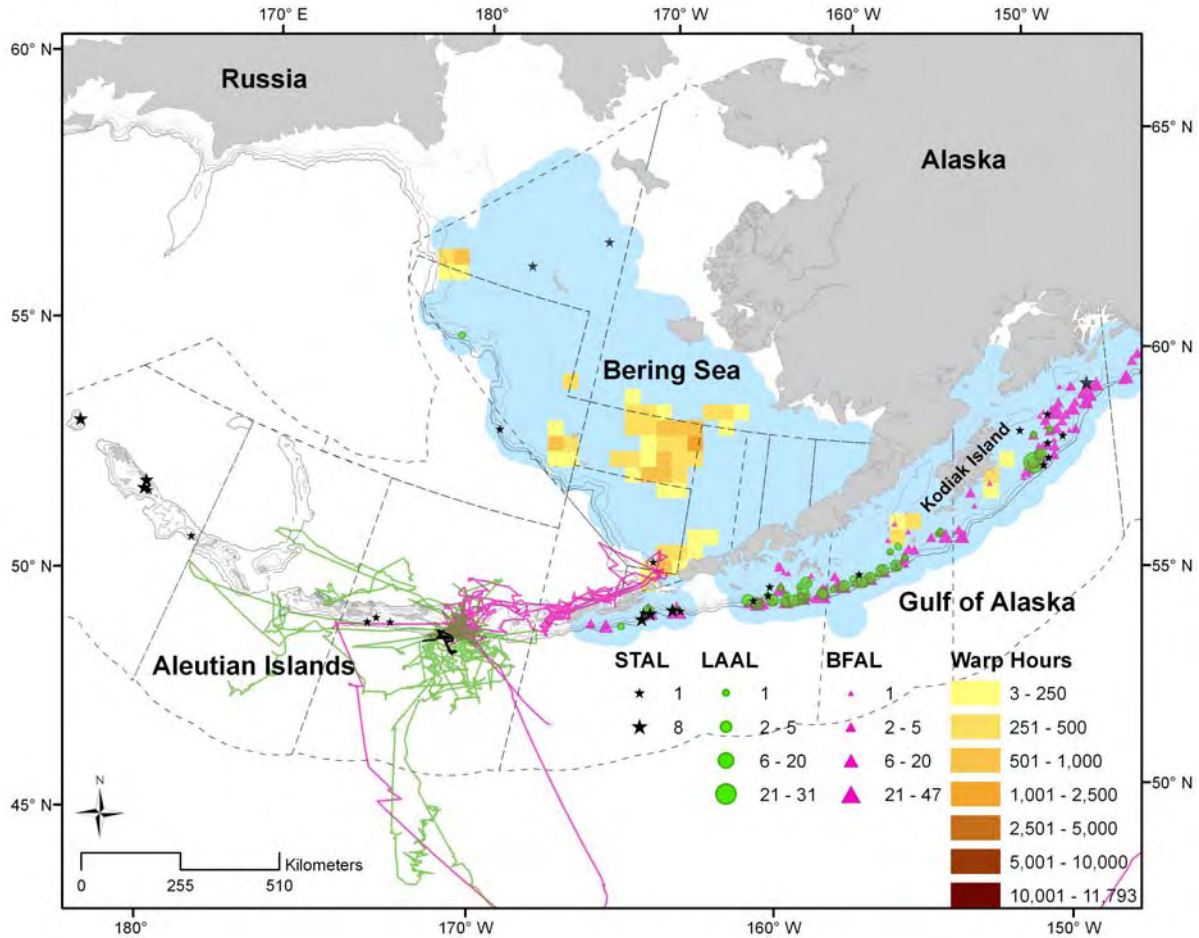 170° E 180° 170° W 160° W 150° W
60° N
Russia
Alaska
65° N
55° N
60° N
Bering Sea
Kodiak Island
50° N
55° N
Gulf of Alaska
Aleutian Islands
STAL LAAL BFAL Warp Hours
1 1 1 3 - 250
8 2 - 5 2 - 5 251 - 500
6 - 20 6 - 20 501 - 1,000
21 - 31 21 - 47 1,001 - 2,500
2,501 - 5,000
5,001 - 10,000
10,001 - 11,793
45° N
50° N
N
Kilometers
0 255 510
180° 170° W 160° W 150° W